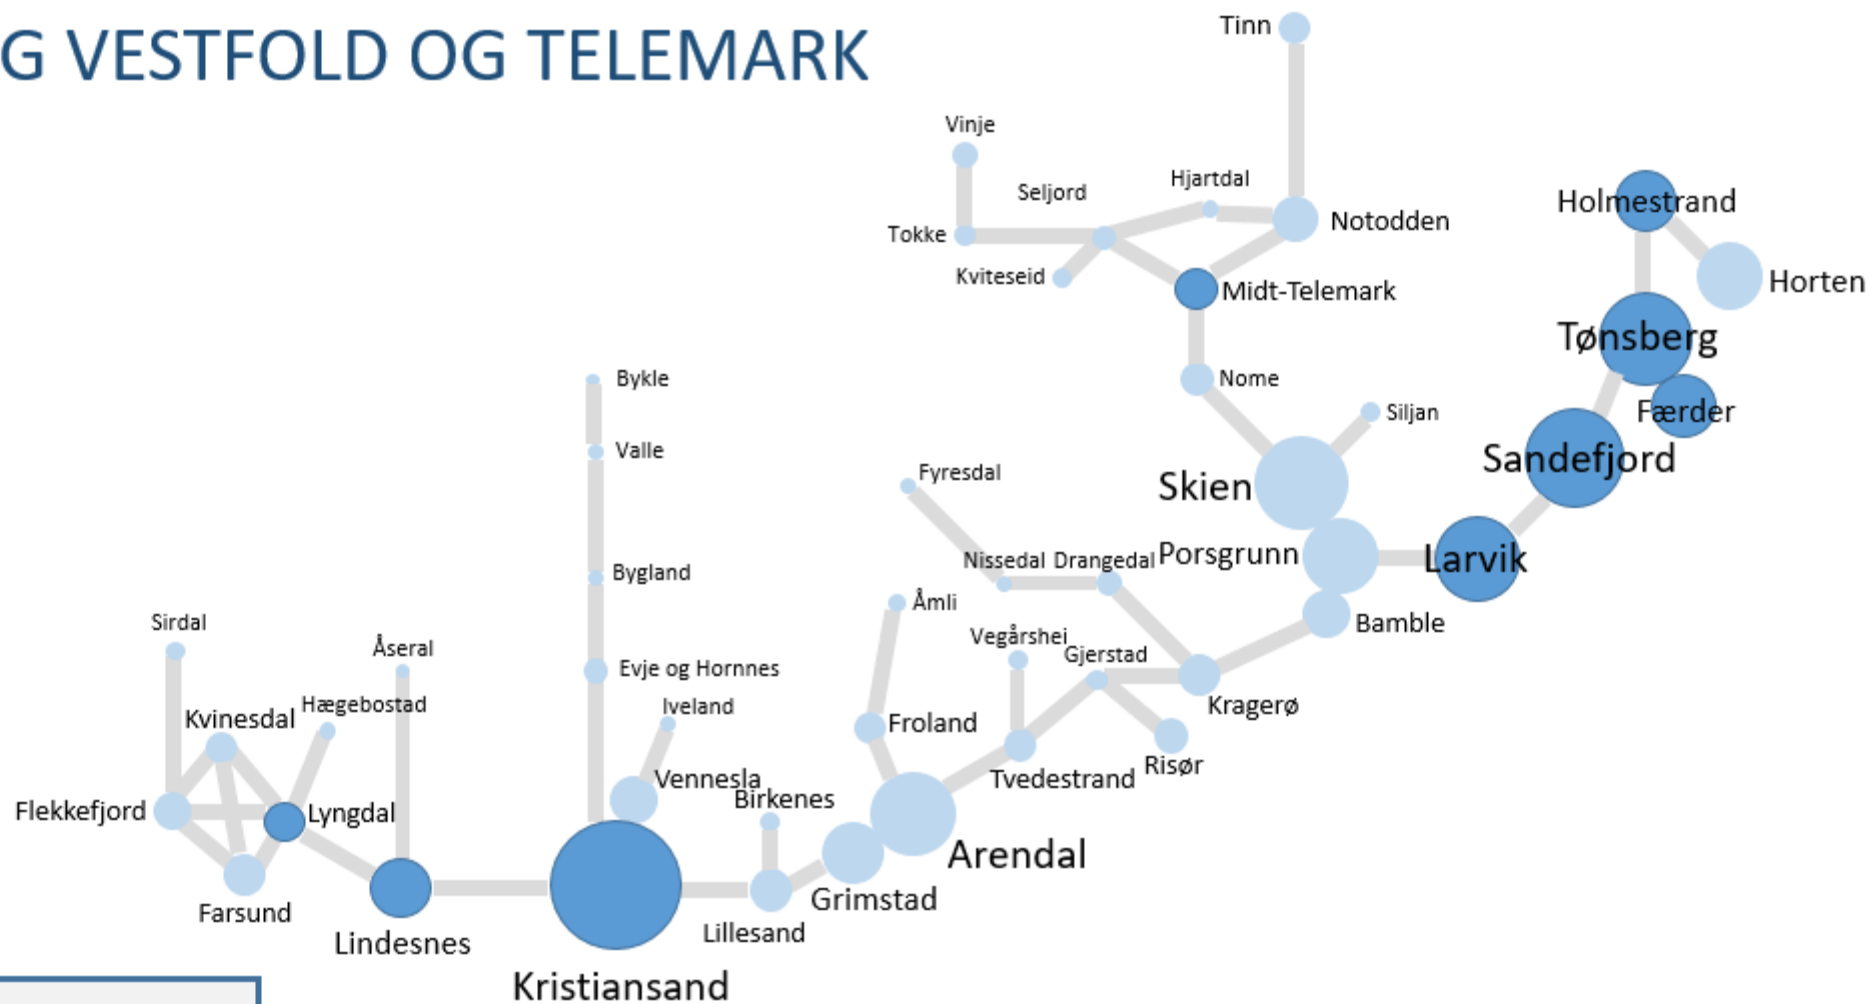 G VESTFOLD OG TELEMARK
Tinn
Vinje
Seljord
Hjartdal
Tokke
Notodden
Kviteseid
Midt-Telemark
Holmestrand
Horten
Tønsberg
Færder
Sandefjord
Nome
Siljan
Skien
Bykle
Valle
Bygland
Fyresdal
Nissedal
Drangedal
Porsgrunn
Larvik
Bamble
Åmli
Vegårshei
Gjerstad
Kragerø
Sirdal
Åseral
Evje og Hornnes
Iveland
Kvinesdal
Hægebostad
Froland
Tvedestrand
Risør
Vennesla
Birkenes
Flekkefjord
Lyngdal
Arendal
Grimstad
Farsund
Lindesnes
Lillesand
Kristiansand